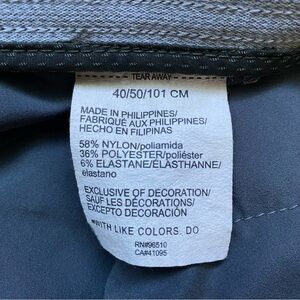 TEAR AWAY
40/50/101 CM
MADE IN PHILIPPINES/
FABRIQUÉ AUX PHILIPPINES/
HECHO EN FILIPINAS
58% NYLON/poliamida
36% POLYESTER/poliéster
6% ELASTANE/ÉLASTHANNE/
elastano
EXCLUSIVE OF DECORATION/
SAUF LES DÉCORATIONS/
EXCEPTO DECORACIÓN
WITH LIKE COLORS. DO
RN#96510
CA#41095